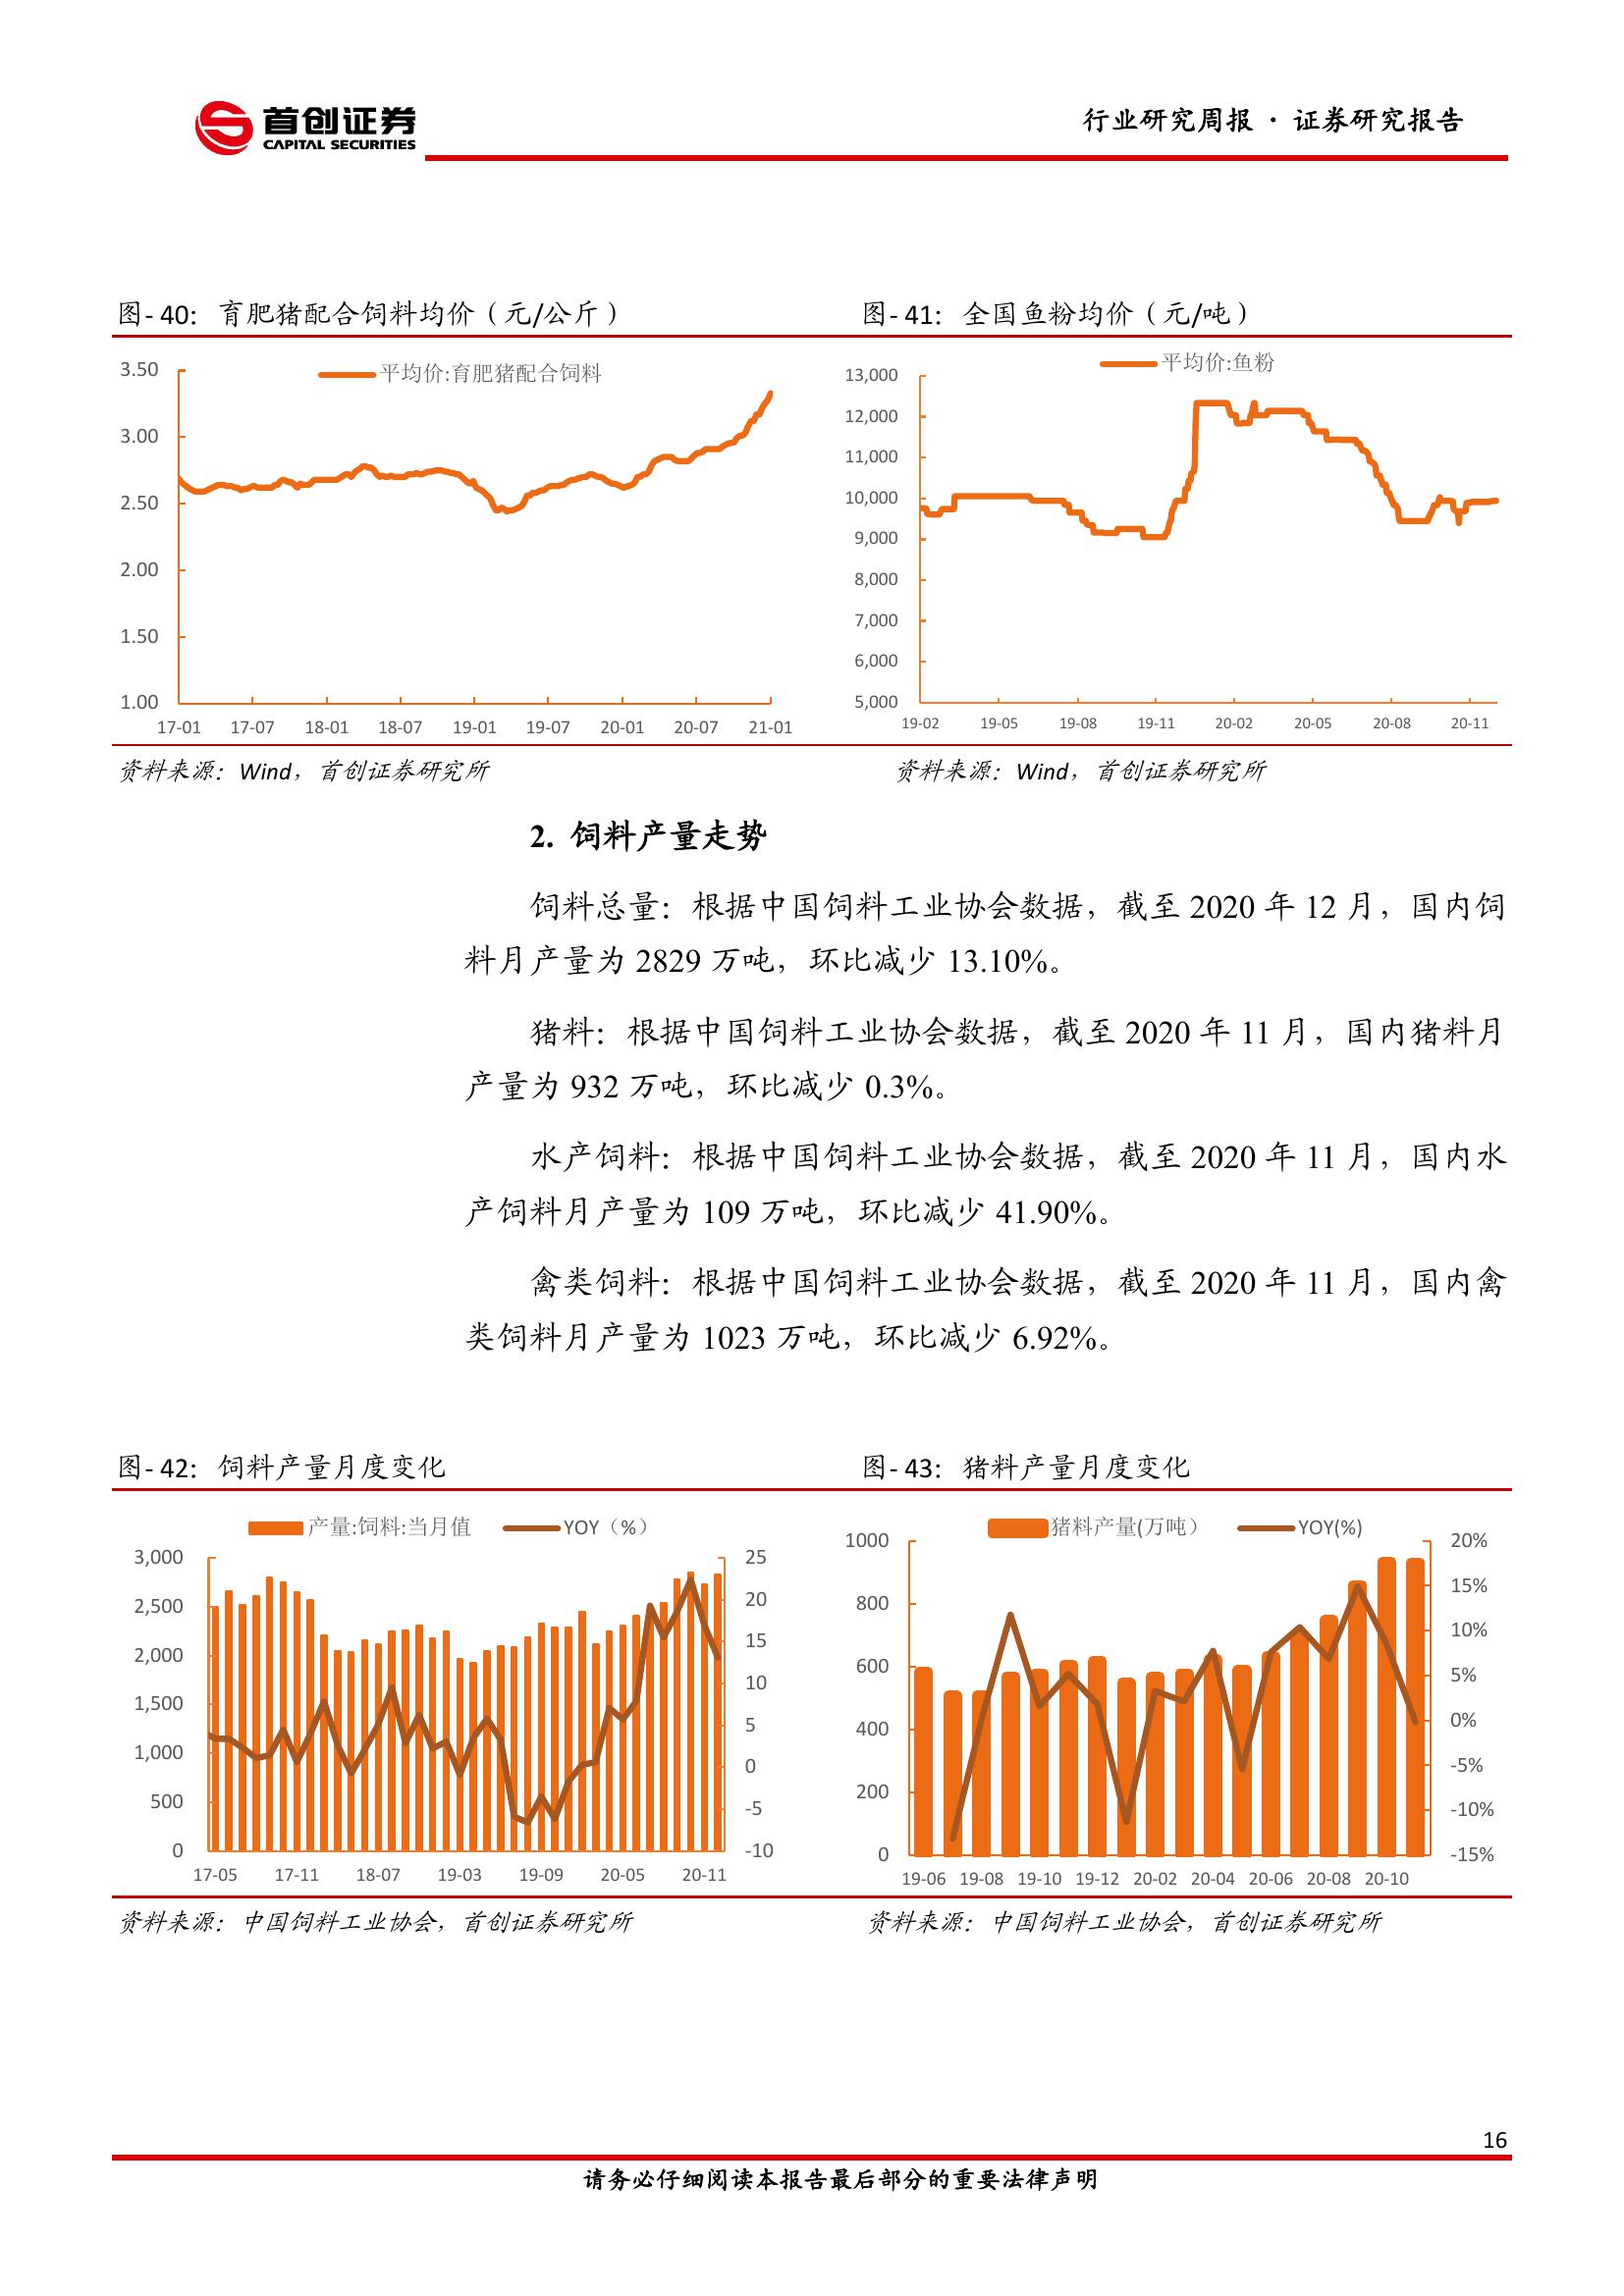 首创证券
CAPITAL SECURITIES
行业研究周报 · 证券研究报告
图- 40: 育肥猪配合饲料均价（元/公斤）
平均价:育肥猪配合饲料
3.50
3.00
2.50
2.00
1.50
1.00
17-01 17-07 18-01 18-07 19-01 19-07 20-01 20-07 21-01
资料来源：Wind，首创证券研究所
图- 41: 全国鱼粉均价（元/吨）
平均价:鱼粉
13,000
12,000
11,000
10,000
9,000
8,000
7,000
6,000
5,000
19-02 19-05 19-08 19-11 20-02 20-05 20-08 20-11
资料来源：Wind，首创证券研究所
2. 饲料产量走势
饲料总量：根据中国饲料工业协会数据，截至 2020 年 12 月，国内饲
料月产量为 2829 万吨，环比减少 13.10%。
猪料：根据中国饲料工业协会数据，截至 2020 年 11 月，国内猪料月
产量为 932 万吨，环比减少 0.3%。
水产饲料：根据中国饲料工业协会数据，截至 2020 年 11 月，国内水
产饲料月产量为 109 万吨，环比减少 41.90%。
禽类饲料：根据中国饲料工业协会数据，截至 2020 年 11 月，国内禽
类饲料月产量为 1023 万吨，环比减少 6.92%。
图- 42: 饲料产量月度变化
产量:饲料:当月值 YOY（%）
3,000
2,500
2,000
1,500
1,000
500
0
25
20
15
10
5
0
-5
-10
17-05 17-11 18-07 19-03 19-09 20-05 20-11
资料来源：中国饲料工业协会，首创证券研究所
图- 43: 猪料产量月度变化
猪料产量(万吨） YOY(%)
1000
800
600
400
200
0
20%
15%
10%
5%
0%
-5%
-10%
-15%
19-06 19-08 19-10 19-12 20-02 20-04 20-06 20-08 20-10
资料来源：中国饲料工业协会，首创证券研究所
16
请务必仔细阅读本报告最后部分的重要法律声明